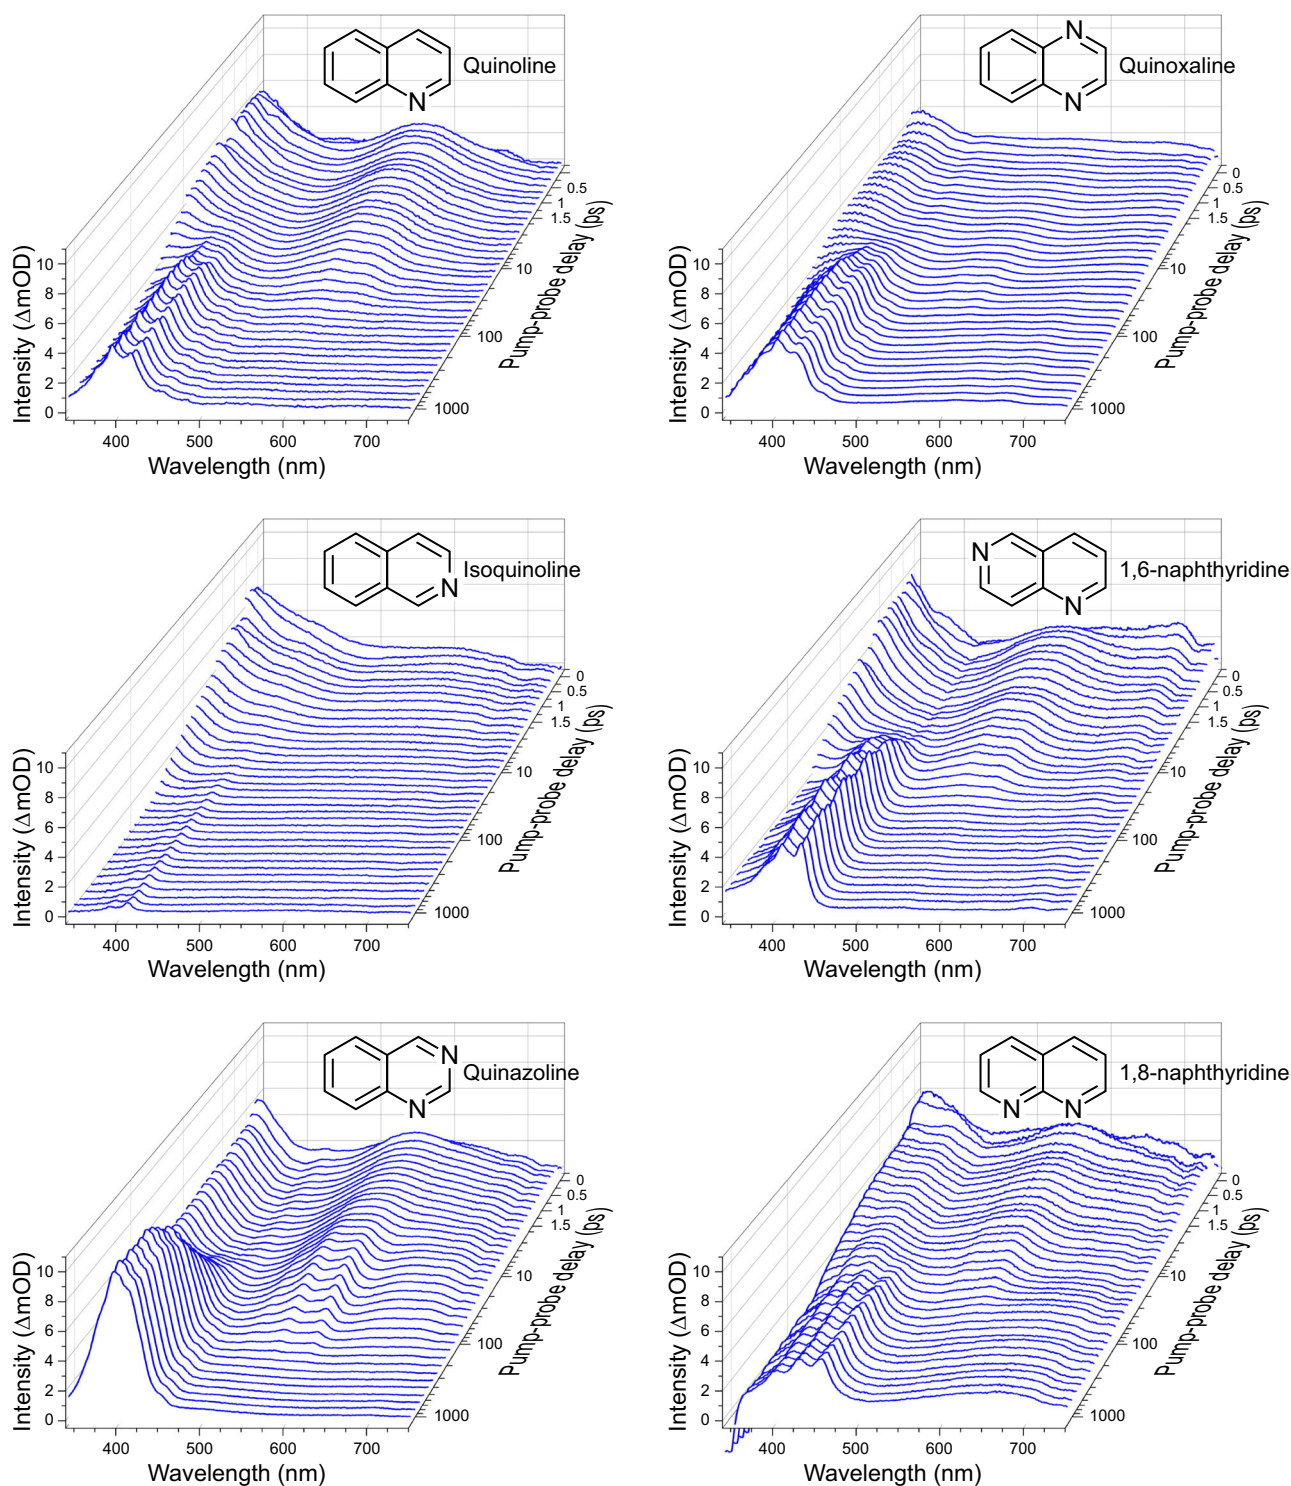 N
Quinoline
0
0.5
1
1.5
10
100
1000
Pump-probe delay (ps)
10
8
6
4
2
0
Intensity (ΔmOD)
400 500 600 700
Wavelength (nm)
N
N
Quinoxaline
0
0.5
1
1.5
10
100
1000
Pump-probe delay (ps)
10
8
6
4
2
0
Intensity (ΔmOD)
400 500 600 700
Wavelength (nm)
N
Isoquinoline
0
0.5
1
1.5
10
100
1000
Pump-probe delay (ps)
10
8
6
4
2
0
Intensity (ΔmOD)
400 500 600 700
Wavelength (nm)
N
N
1,6-naphthyridine
0
0.5
1
1.5
10
100
1000
Pump-probe delay (ps)
10
8
6
4
2
0
Intensity (ΔmOD)
400 500 600 700
Wavelength (nm)
N
N
Quinazoline
0
0.5
1
1.5
10
100
1000
Pump-probe delay (ps)
10
8
6
4
2
0
Intensity (ΔmOD)
400 500 600 700
Wavelength (nm)
N N
1,8-naphthyridine
0
0.5
1
1.5
10
100
1000
Pump-probe delay (ps)
10
8
6
4
2
0
Intensity (ΔmOD)
400 500 600 700
Wavelength (nm)